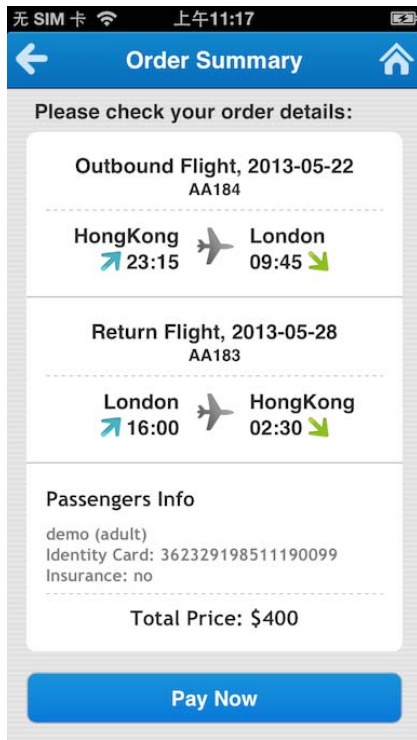 无 SIM 卡 上午11:17
Order Summary
Please check your order details:
Outbound Flight, 2013-05-22
AA184
HongKong London
23:15 09:45
Return Flight, 2013-05-28
AA183
London HongKong
16:00 02:30
Passengers Info
demo (adult)
Identity Card: 362329198511190099
Insurance: no
Total Price: $400
Pay Now